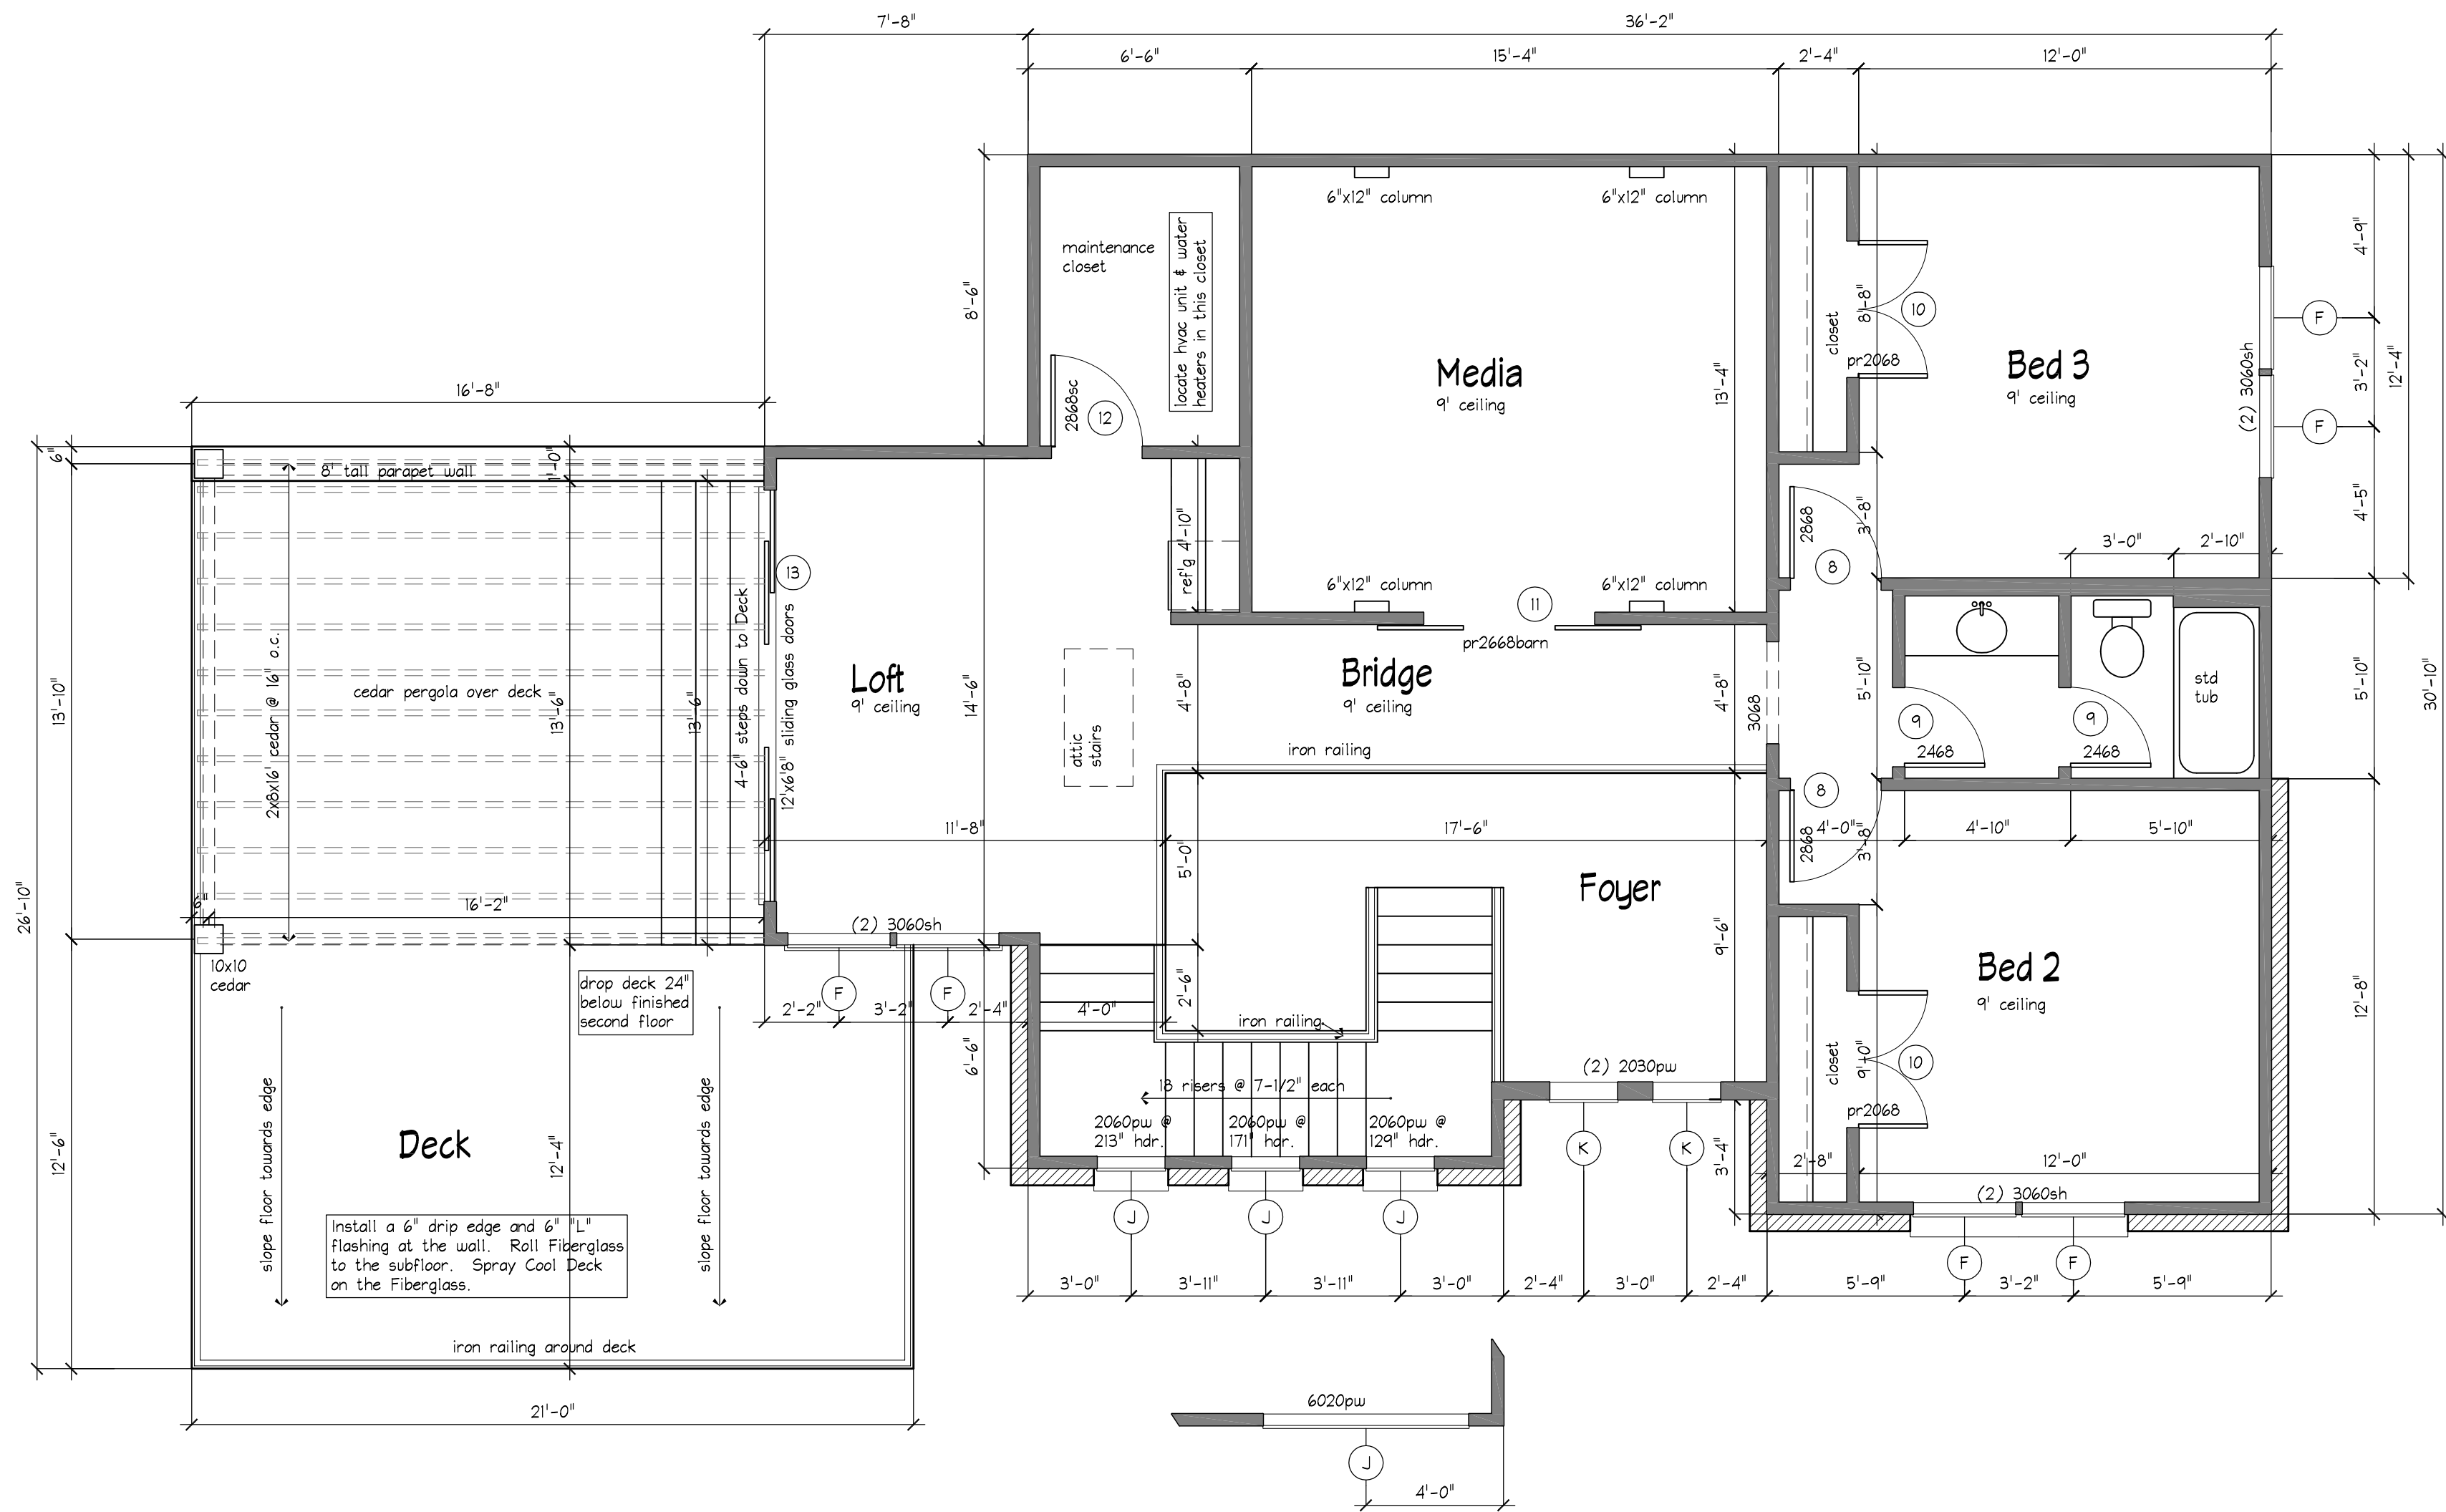 7'-8"
36'-2"
6'-6"
15'-4"
2'-4"
12'-0"
16'-8"
6"
8' tall parapet wall
1'-0"
8'-6"
maintenance
closet
locate hvac unit & water
heaters in this closet
2868sc
12
6"x12" column
6"x12" column
Media
9' ceiling
13'-4"
closet
8'-8"
10
pr2068
Bed 3
9' ceiling
(2) 3060sh
4'-9"
F
3'-2"
12'-4"
F
4'-5"
13
ref'g 4'-10"
6"x12" column
6"x12" column
11
pr2668barn
2868
3'-8"
8
3'-0"
2'-10"
13'-10"
2x8x16' cedar @ 16" o.c.
cedar pergola over deck
13'-6"
13'-6"
4-6" steps down to Deck
12'x6'8" sliding glass doors
Loft
9' ceiling
14'-6"
attic
stairs
4'-8"
Bridge
9' ceiling
iron railing
4'-8"
3068
5'-10"
9
2468
9
2468
std
tub
5'-10"
30'-10"
8
2868
11'-8"
17'-6"
4'-0"
3'-8"
4'-10"
5'-10"
26'-10"
6"
16'-2"
(2) 3060sh
5'-0"
Foyer
9'-6"
10x10
cedar
drop deck 24"
below finished
second floor
F
F
2'-2"
3'-2"
2'-4"
4'-0"
2'-6"
iron railing
6'-6"
18 risers @ 7-1/2" each
2060pw @
213" hdr.
2060pw @
171" hdr.
2060pw @
129" hdr.
(2) 2030pw
K
K
3'-4"
Bed 2
9' ceiling
closet
9'-0"
10
pr2068
2'-8"
12'-0"
(2) 3060sh
12'-8"
12'-6"
slope floor towards edge
Deck
12'-4"
slope floor towards edge
Install a 6" drip edge and 6" "L"
flashing at the wall. Roll Fiberglass
to the subfloor. Spray Cool Deck
on the Fiberglass.
iron railing around deck
21'-0"
J
J
J
F
F
3'-0"
3'-11"
3'-11"
3'-0"
2'-4"
3'-0"
2'-4"
5'-9"
3'-2"
5'-9"
6020pw
J
4'-0"